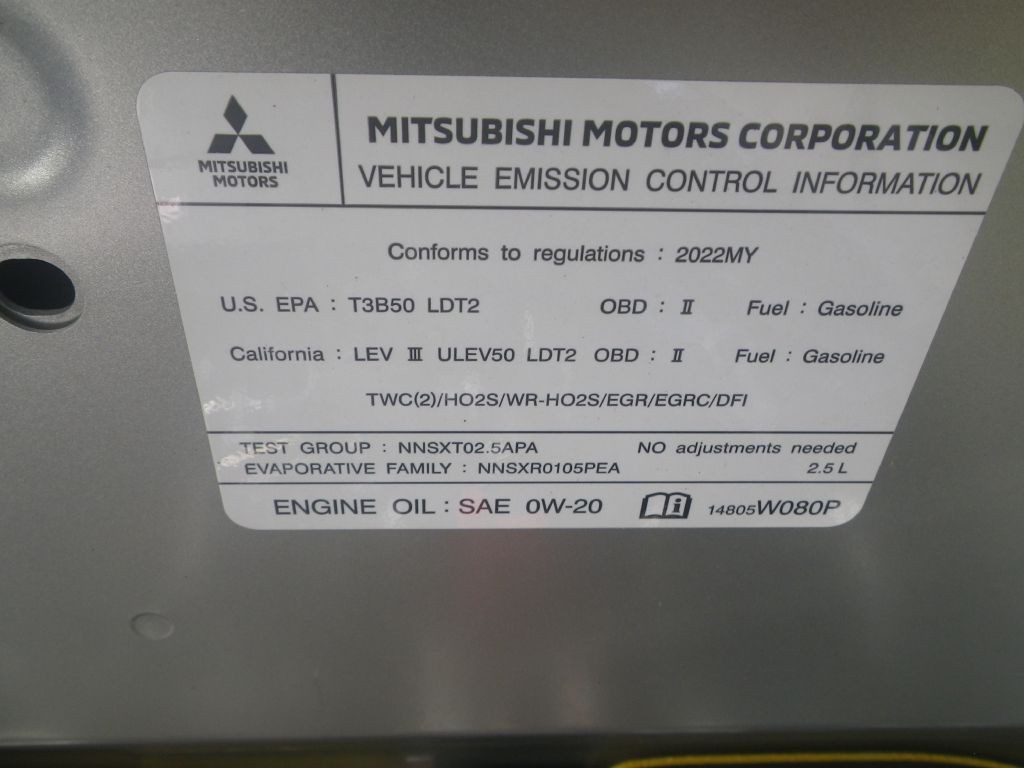 MITSUBISHI
MOTORS
MITSUBISHI MOTORS CORPORATION
VEHICLE EMISSION CONTROL INFORMATION
Conforms to regulations : 2022MY
U.S. EPA : T3B50 LDT2 OBD : Ⅱ Fuel : Gasoline
California : LEV Ⅲ ULEV50 LDT2 OBD : Ⅱ Fuel : Gasoline
TWC(2)/HO2S/WR-HO2S/EGR/EGRC/DFI
TEST GROUP : NNSXT02.5APA NO adjustments needed
EVAPORATIVE FAMILY : NNSXR0105PEA 2.5 L
ENGINE OIL : SAE 0W-20 14805W080P